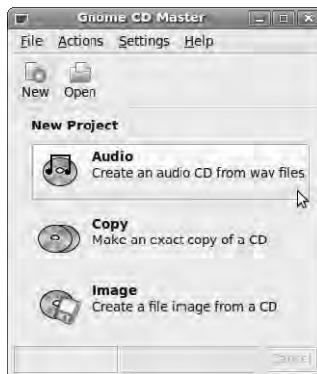 Gnome CD Master
File Actions Settings Help
New Open
New Project
Audio
Create an audio CD from wav files
Copy
Make an exact copy of a CD
Image
Create a file image from a CD